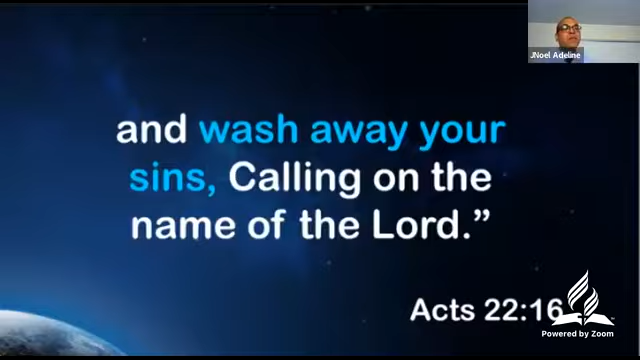 JNoel Adeline
and wash away your
sins, Calling on the
name of the Lord.”
Acts 22:16
Powered by Zoom